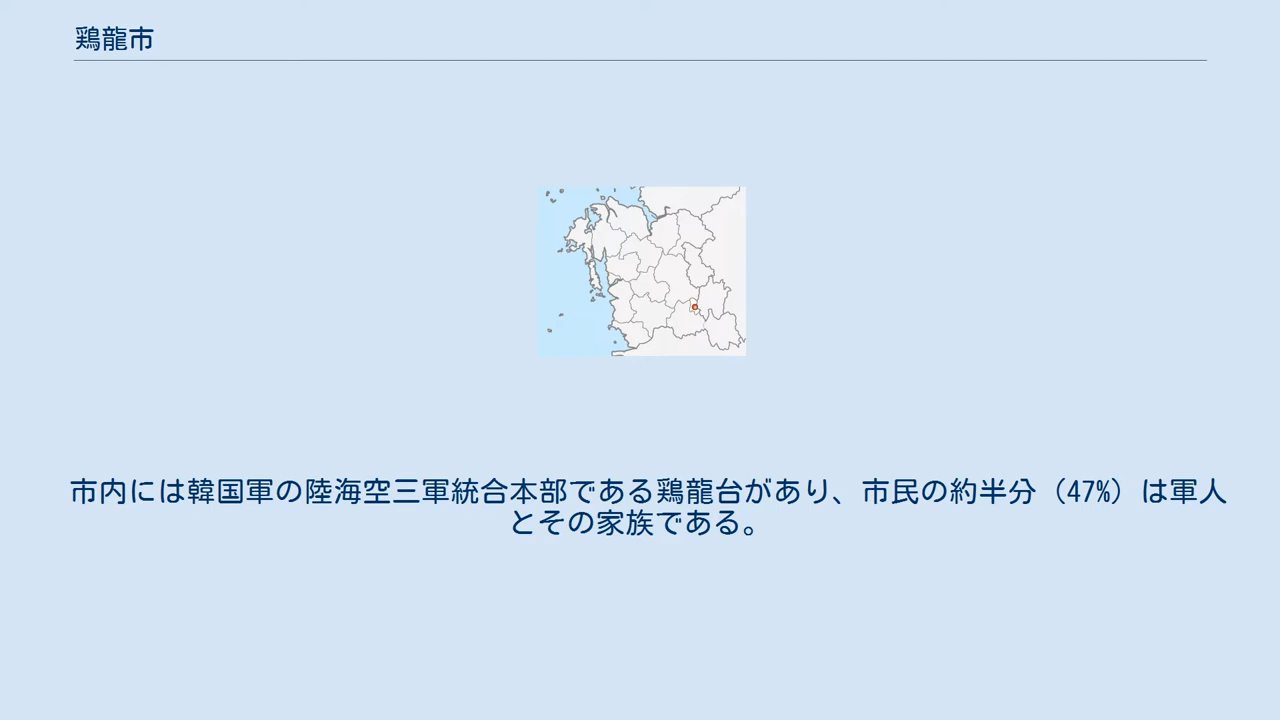 鶏龍市
市内には韓国軍の陸海空三軍統合本部である鶏龍台があり、市民の約半分（47%）は軍人
とその家族である。